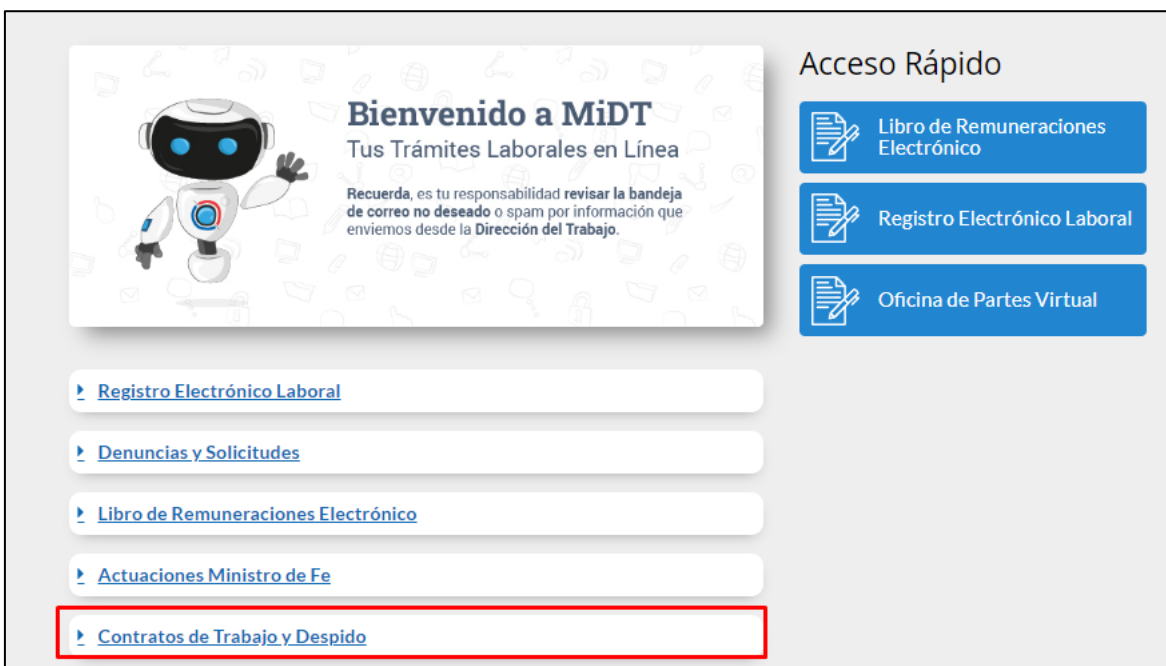 Bienvenido a MiDT
Tus Trámites Laborales en Línea
Recuerda, es tu responsabilidad revisar la bandeja
de correo no deseado o spam por información que
enviemos desde la Dirección del Trabajo.
Acceso Rápido
Libro de Remuneraciones
Electrónico
Registro Electrónico Laboral
Oficina de Partes Virtual
Registro Electrónico Laboral
Denuncias y Solicitudes
Libro de Remuneraciones Electrónico
Actuaciones Ministro de Fe
Contratos de Trabajo y Despido